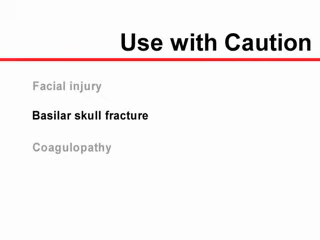 Use with Caution
Facial injury
Basilar skull fracture
Coagulopathy